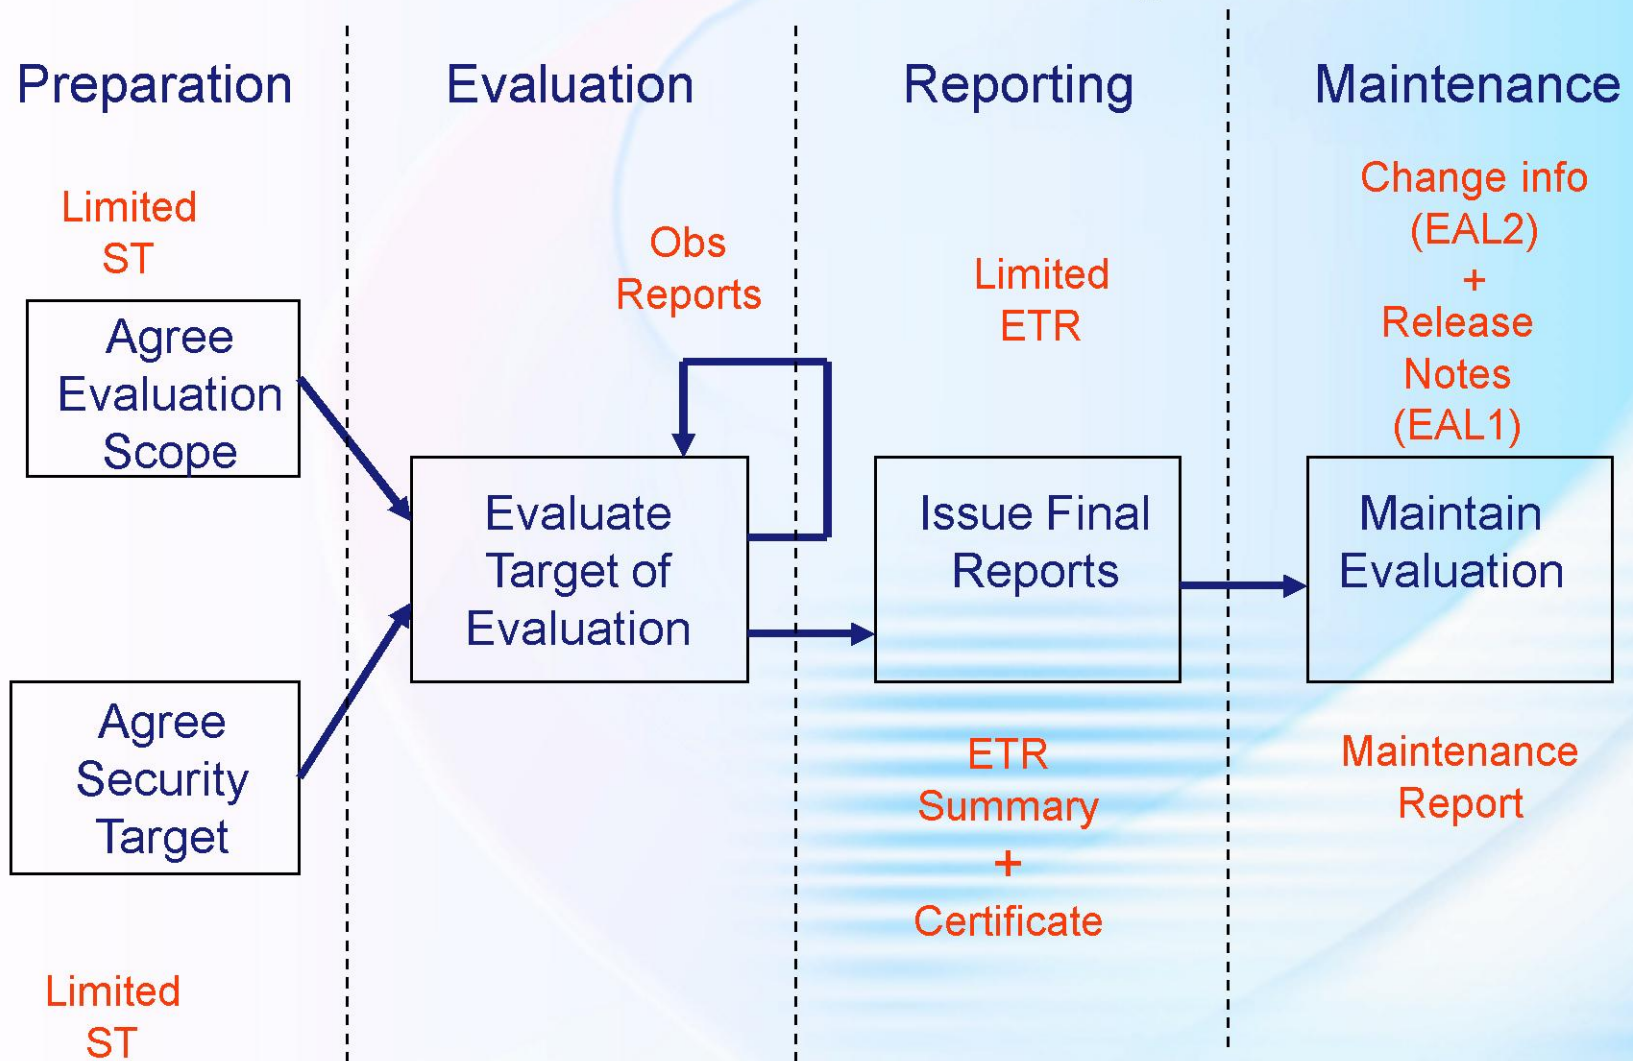 Preparation
Evaluation
Reporting
Maintenance
Limited
ST
Agree
Evaluation
Scope
Agree
Security
Target
Limited
ST
Obs
Reports
Evaluate
Target of
Evaluation
Limited
ETR
Issue Final
Reports
ETR
Summary
+
Certificate
Change info
(EAL2)
+
Release
Notes
(EAL1)
Maintain
Evaluation
Maintenance
Report